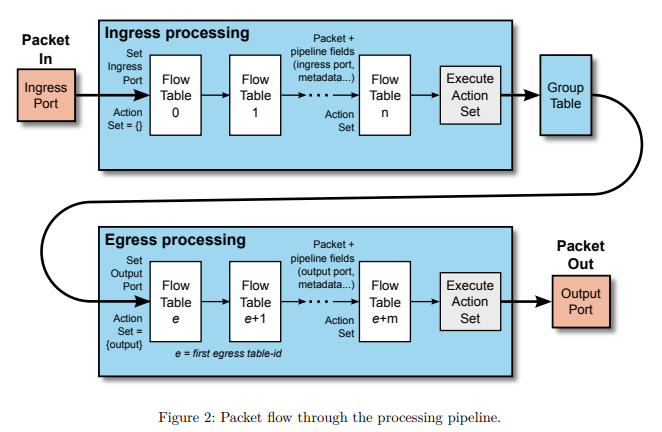 Ingress processing
Packet
In
Ingress
Port
Set
Ingress
Port
Action
Set = {}
Flow
Table
0
Flow
Table
1
Packet +
pipeline fields
(ingress port,
metadata...)
Action
Set
Flow
Table
n
Execute
Action
Set
Group
Table
Egress processing
Set
Output
Port
Action
Set =
{output}
Flow
Table
e
Flow
Table
e+1
e = first egress table-id
Packet +
pipeline fields
(output port,
metadata...)
Action
Set
Flow
Table
e+m
Execute
Action
Set
Packet
Out
Output
Port
Figure 2: Packet flow through the processing pipeline.